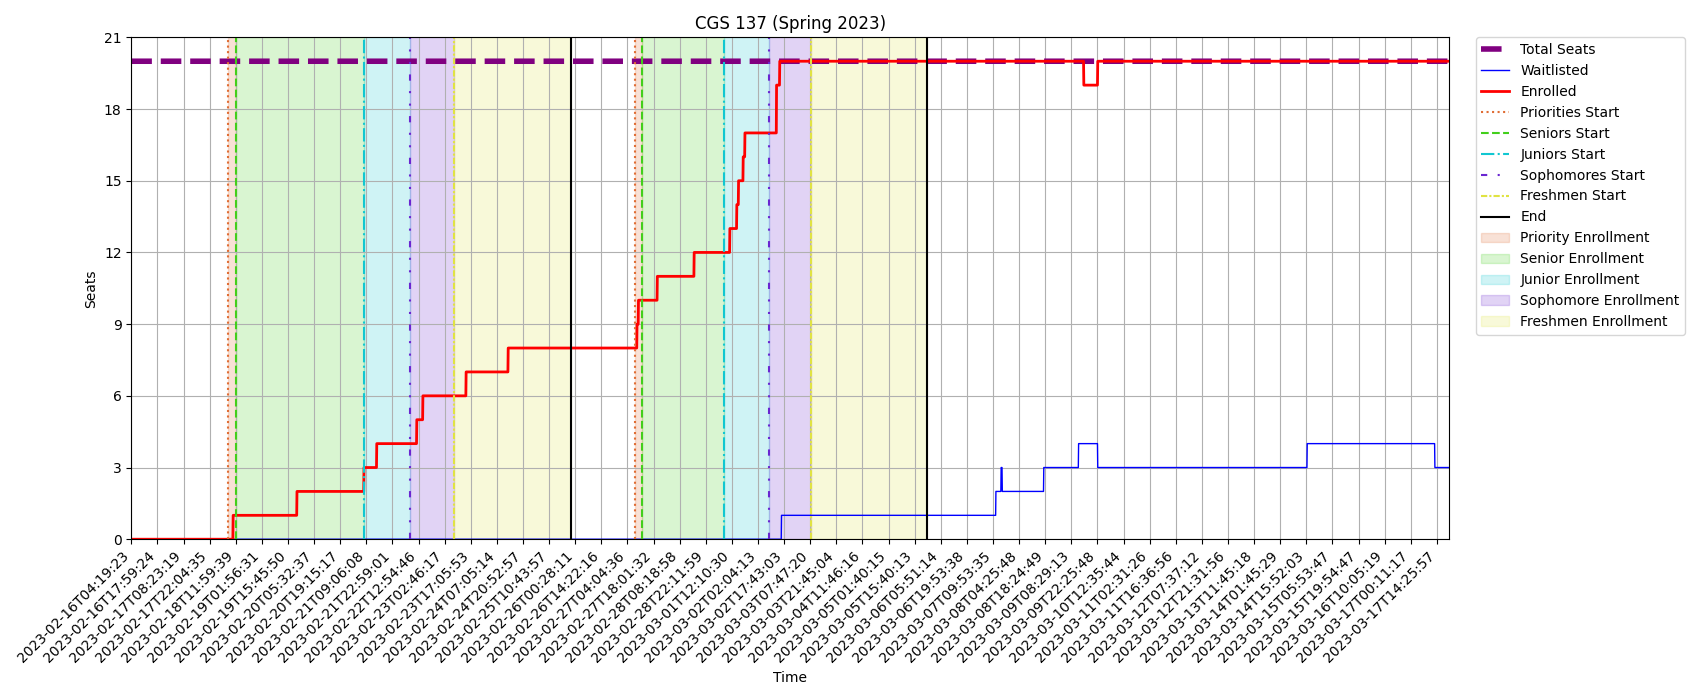 CGS 137 (Spring 2023)
Seats
21
18
15
12
9
6
3
0
2023-02-16T04:19:23
2023-02-16T17:59:24
2023-02-17T08:23:19
2023-02-17T22:04:35
2023-02-18T11:59:39
2023-02-19T01:56:31
2023-02-19T15:45:50
2023-02-20T05:32:37
2023-02-20T19:15:17
2023-02-21T09:06:08
2023-02-21T22:59:01
2023-02-22T12:54:46
2023-02-23T02:46:17
2023-02-23T17:05:53
2023-02-24T07:05:14
2023-02-24T20:52:57
2023-02-25T10:43:57
2023-02-26T00:28:11
2023-02-26T14:22:16
2023-02-27T04:04:36
2023-02-27T18:01:32
2023-02-28T08:18:58
2023-02-28T22:11:59
2023-03-01T12:10:30
2023-03-02T02:04:13
2023-03-02T17:43:03
2023-03-03T07:47:20
2023-03-03T21:45:04
2023-03-04T11:46:16
2023-03-05T01:40:15
2023-03-05T15:40:13
2023-03-06T05:51:14
2023-03-06T19:53:38
2023-03-07T09:53:35
2023-03-08T04:25:48
2023-03-08T18:24:49
2023-03-09T08:29:13
2023-03-09T22:25:48
2023-03-10T12:35:44
2023-03-11T02:31:26
2023-03-11T16:36:56
2023-03-12T07:37:12
2023-03-12T21:31:56
2023-03-13T11:45:18
2023-03-14T01:45:29
2023-03-14T15:52:03
2023-03-15T05:53:47
2023-03-15T19:54:47
2023-03-16T10:05:19
2023-03-17T00:11:17
2023-03-17T14:25:57
Time
Total Seats
Waitlisted
Enrolled
Priorities Start
Seniors Start
Juniors Start
Sophomores Start
Freshmen Start
End
Priority Enrollment
Senior Enrollment
Junior Enrollment
Sophomore Enrollment
Freshmen Enrollment